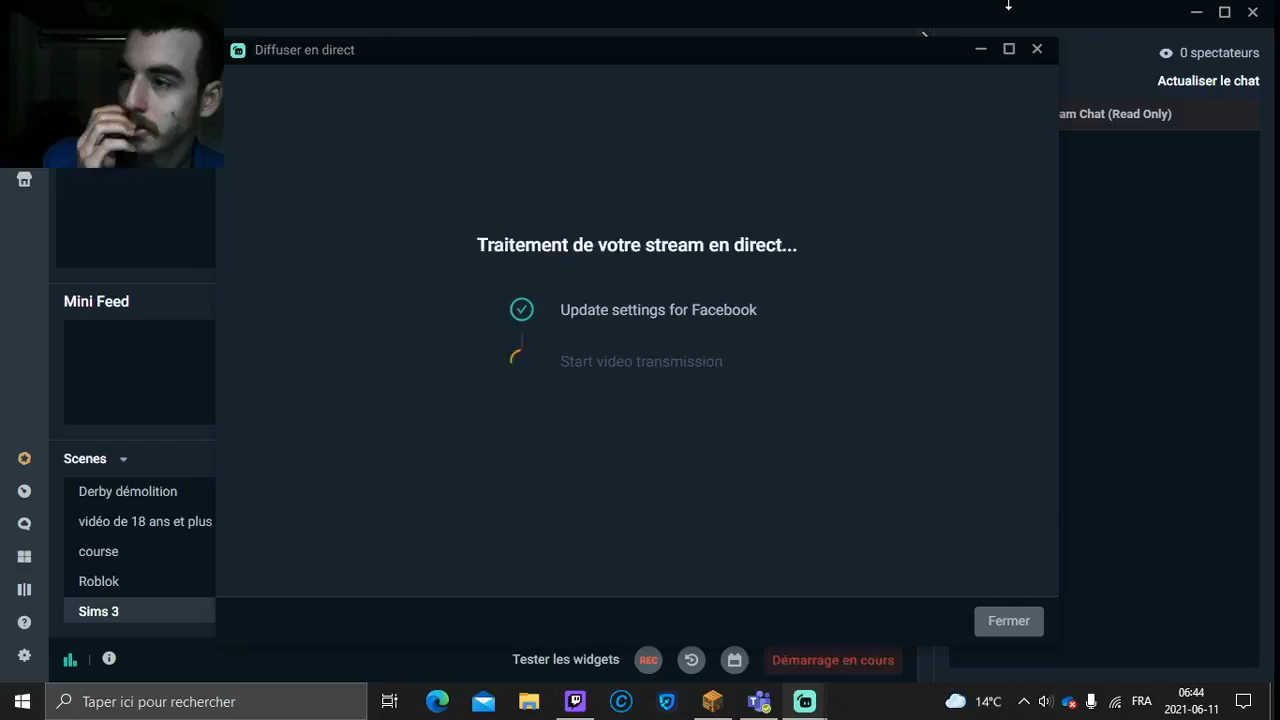 Diffuser en direct
0 spectateurs
Actualiser le chat
am Chat (Read Only)
Traitement de votre stream en direct...
Update settings for Facebook
Start video transmission
Mini Feed
Scenes
Derby démolition
vidéo de 18 ans et plus
course
Roblok
Sims 3
Fermer
Tester les widgets
REC
Démarrage en cours
Taper ici pour rechercher
14°C
FRA
06:44
2021-06-11